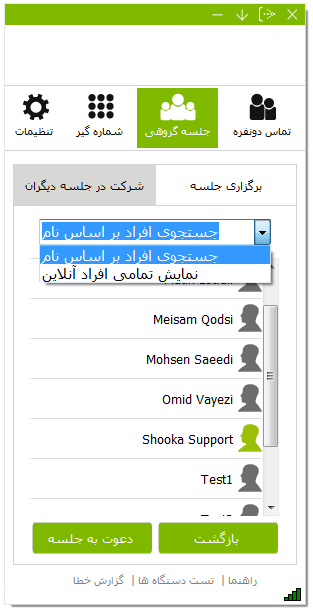 تماس دونفره
جلسه گروهی
شماره گیر
تنظیمات
برگزاری جلسه
شرکت در جلسه دیگران
جستجوی افراد بر اساس نام
جستجوی افراد بر اساس نام
نمایش تمامی افراد آنلاین
Meisam Qodsi
Mohsen Saeedi
Omid Vayezi
Shooka Support
Test1
بازگشت
دعوت به جلسه
راهنما | تست دستگاه ها | گزارش خطا